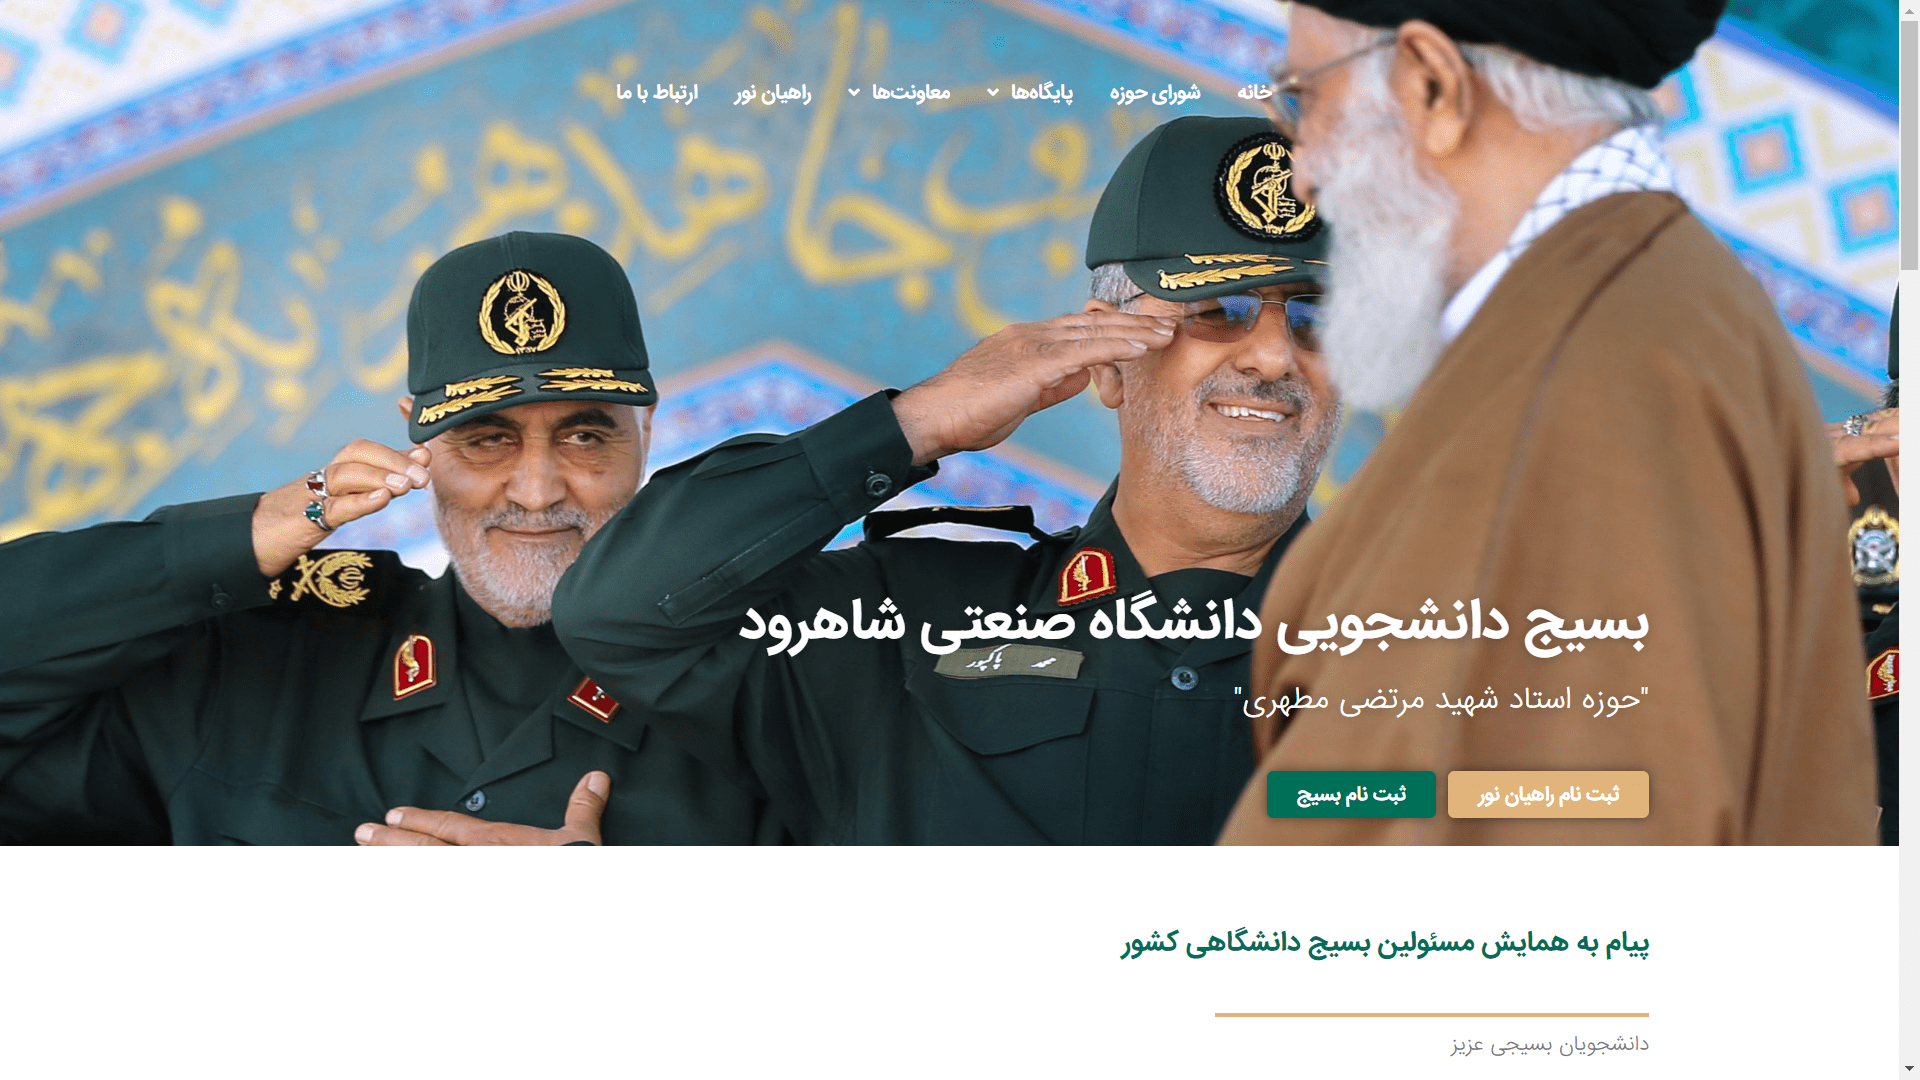 خانه شورای حوزه پایگاه‌ها معاونت‌ها راهیان نور ارتباط با ما
بسیج دانشجویی دانشگاه صنعتی شاهرود
محمد پاکپور
"حوزه استاد شهید مرتضی مطهری"
ثبت نام راهیان نور ثبت نام بسیج
پیام به همایش مسئولین بسیج دانشگاهی کشور
دانشجویان بسیجی عزیز